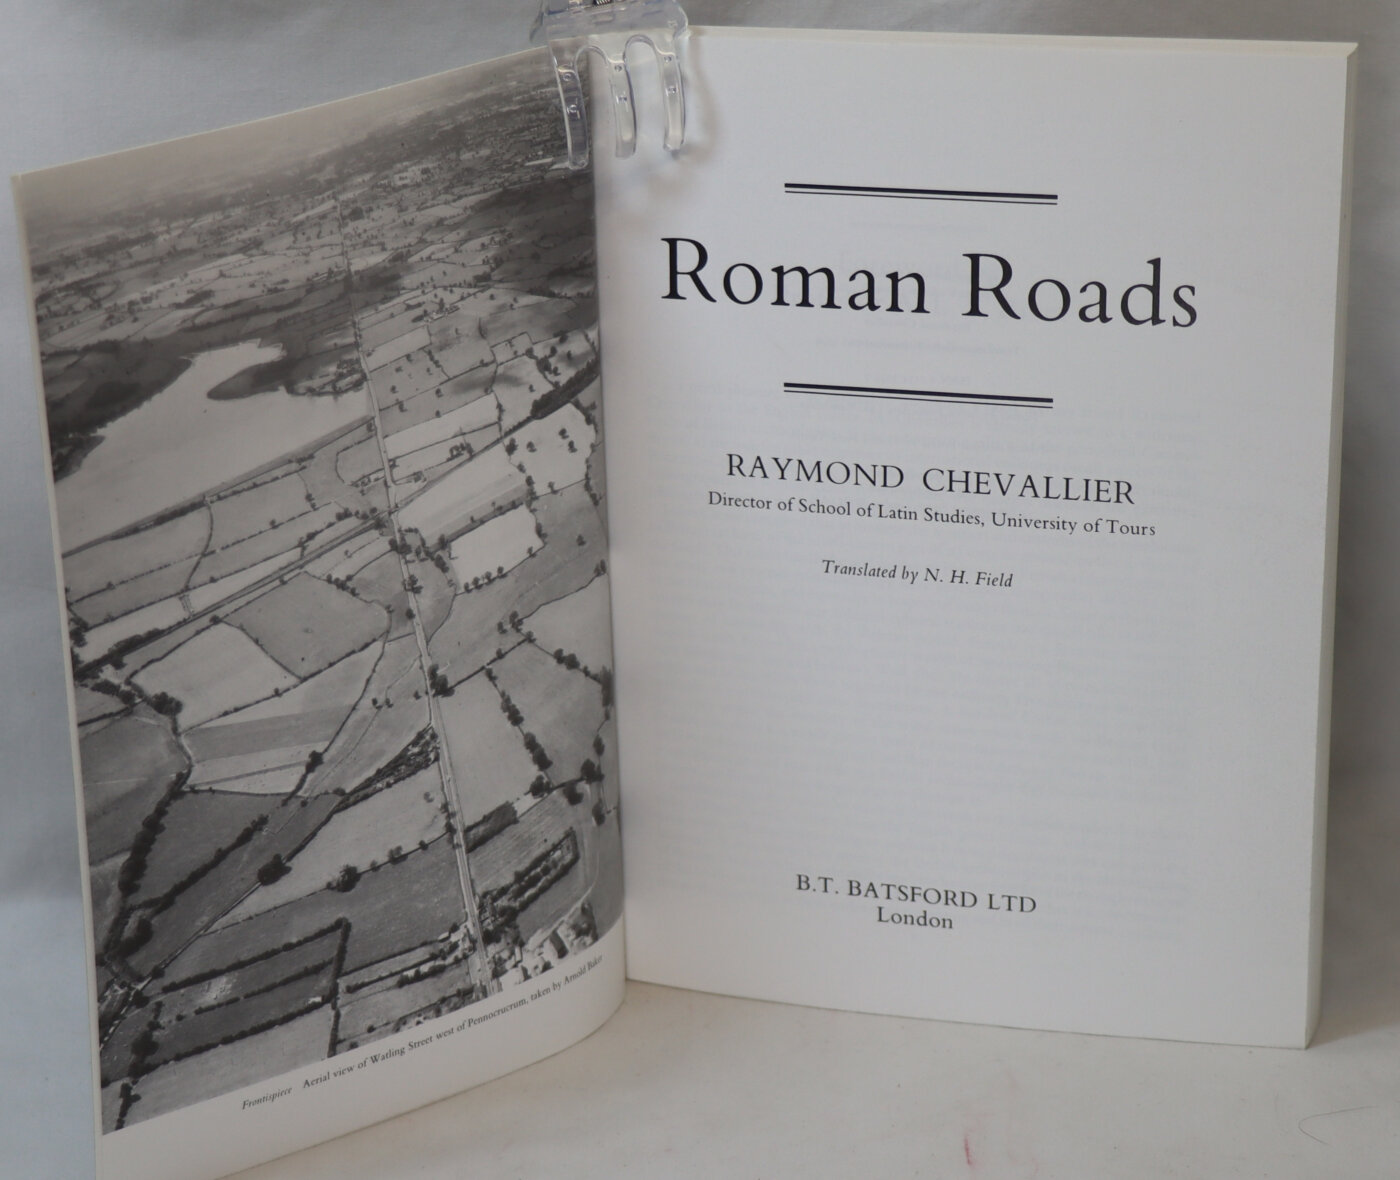 Frontispiece Aerial view of Watling Street west of Pennocrucrum, taken by Arnold Baker
Roman Roads
RAYMOND CHEVALLIER
Director of School of Latin Studies, University of Tours
Translated by N. H. Field
B.T. BATSFORD LTD
London